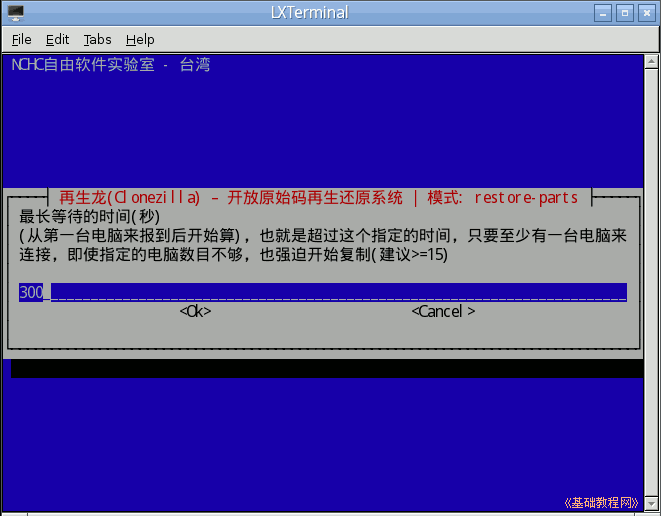 LXTerminal
File Edit Tabs Help
NCHC自由软件实验室 - 台湾
再生龙(Clonezilla) - 开放原始码再生还原系统 | 模式: restore-parts
最长等待的时间(秒)
(从第一台电脑来报到后开始算), 也就是超过这个指定的时间, 只要至少有一台电脑来
连接, 即使指定的电脑数目不够, 也强迫开始复制(建议>=15)
300
<Ok> <Cancel>
《基础教程网》